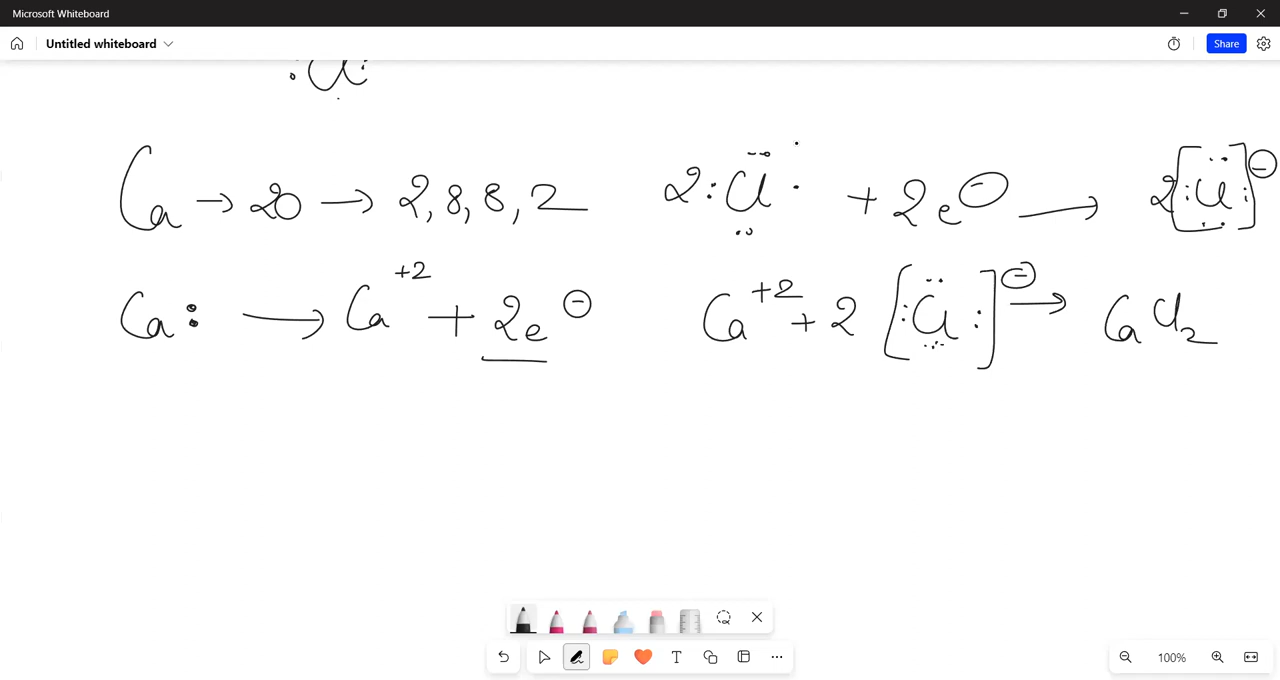 Microsoft Whiteboard
Untitled whiteboard
Share
:Cl:
Ca → 20 → 2, 8, 8, 2
2 :Cl· + 2e⊖ → 2[:Cl:]⊖
Ca: → Ca+2 + 2e⊖
Ca+2 + 2[:Cl:]⊖ → CaCl2
T
100%